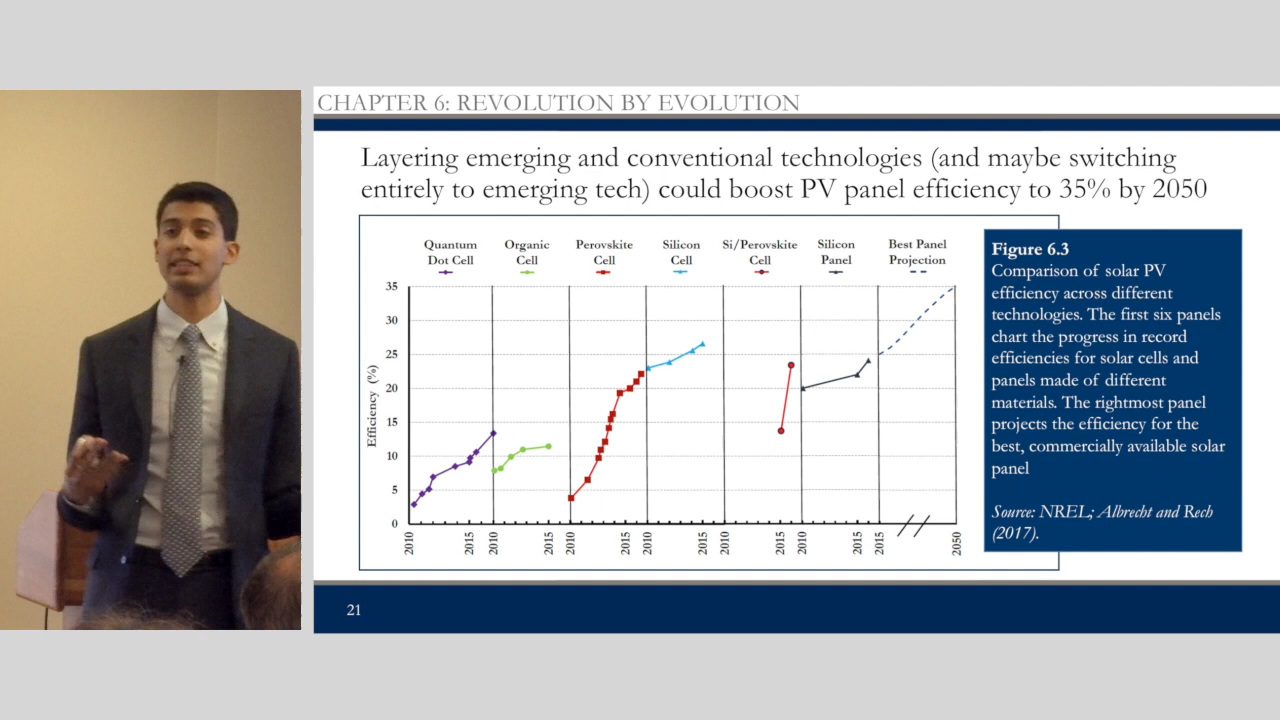 CHAPTER 6: REVOLUTION BY EVOLUTION
Layering emerging and conventional technologies (and maybe switching
entirely to emerging tech) could boost PV panel efficiency to 35% by 2050
Quantum
Dot Cell
Organic
Cell
Perovskite
Cell
Silicon
Cell
Si/Perovskite
Cell
Silicon
Panel
Best Panel
Projection
Efficiency (%)
35
30
25
20
15
10
5
0
2010
2015
2010
2015
2010
2015
2010
2015
2010
2015
2010
2015
2015
2050
Figure 6.3
Comparison of solar PV
efficiency across different
technologies. The first six panels
chart the progress in record
efficiencies for solar cells and
panels made of different
materials. The rightmost panel
projects the efficiency for the
best, commercially available solar
panel
Source: NREL; Albrecht and Rech
(2017).
21